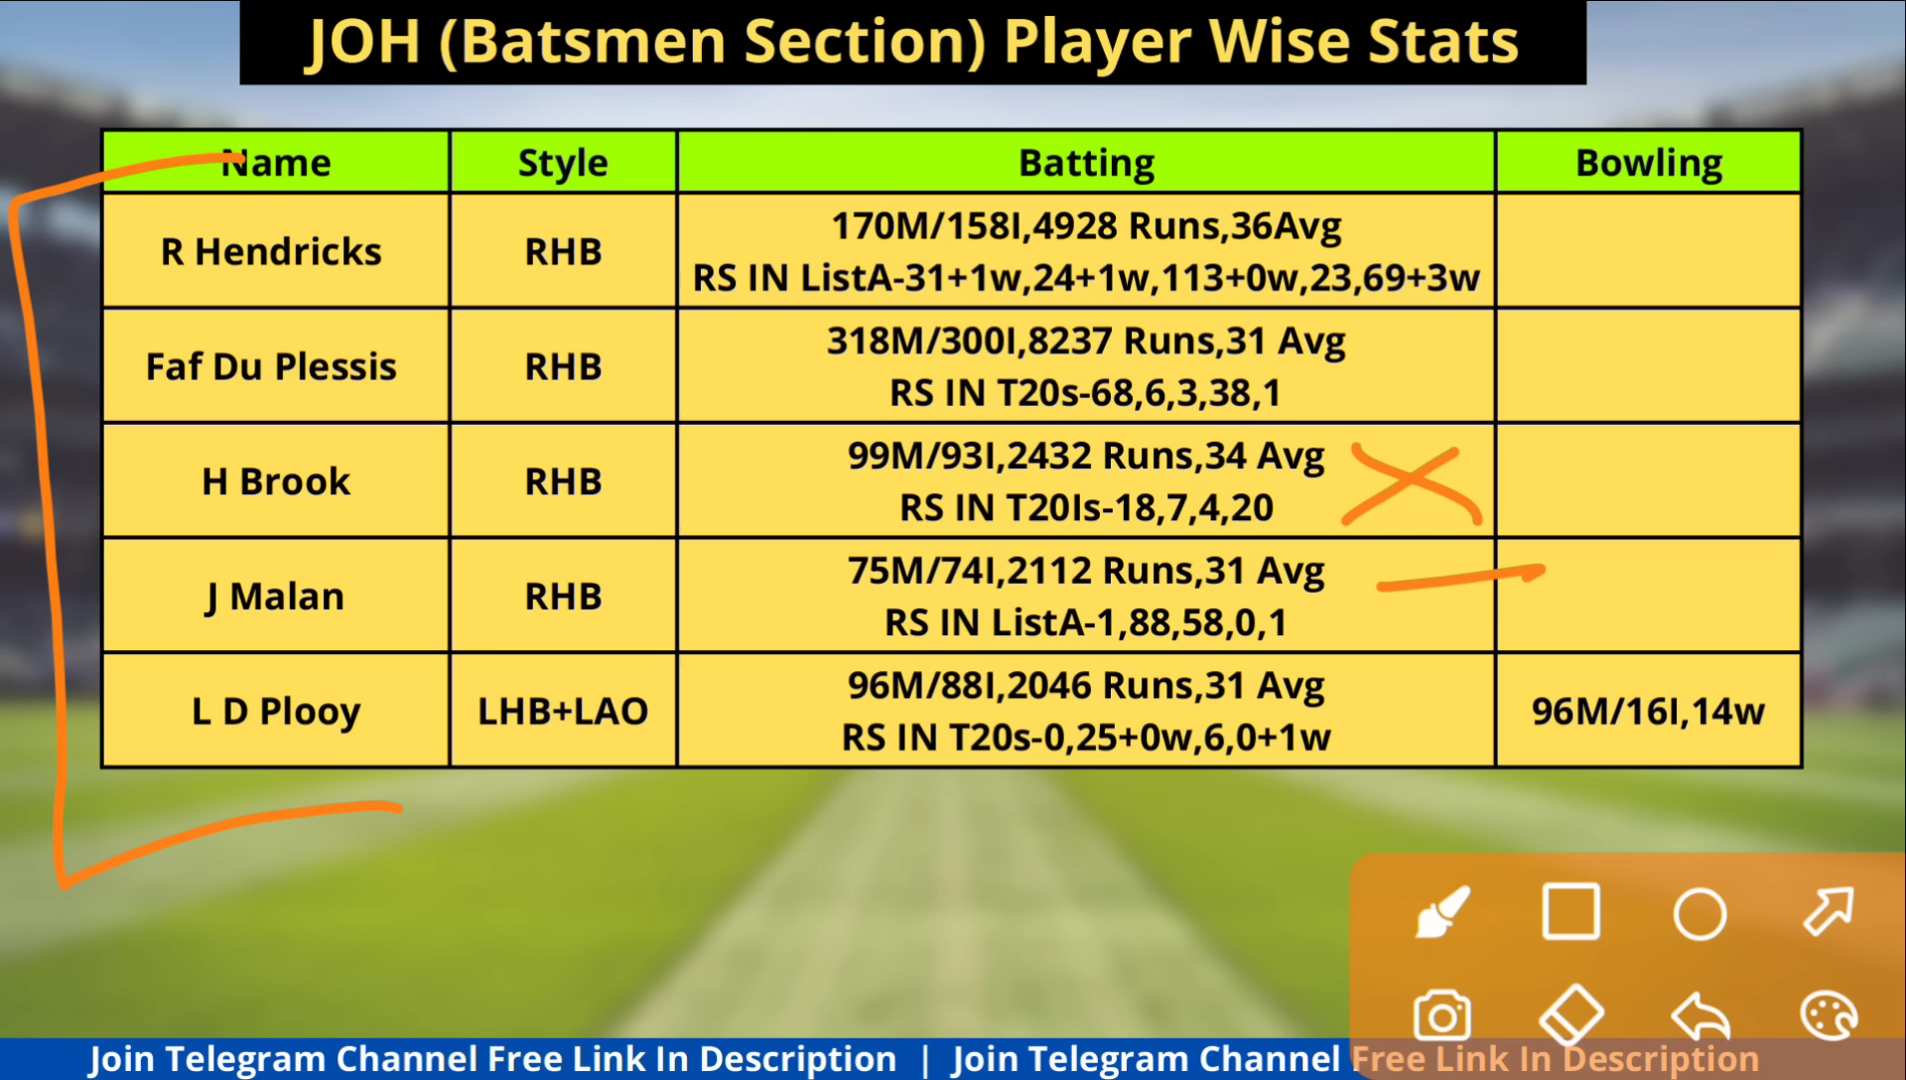 JOH (Batsmen Section) Player Wise Stats
Name Style Batting Bowling
R Hendricks RHB 170M/158I,4928 Runs,36Avg
RS IN ListA-31+1w,24+1w,113+0w,23,69+3w
Faf Du Plessis RHB 318M/300I,8237 Runs,31 Avg
RS IN T20s-68,6,3,38,1
H Brook RHB 99M/93I,2432 Runs,34 Avg
RS IN T20Is-18,7,4,20
J Malan RHB 75M/74I,2112 Runs,31 Avg
RS IN ListA-1,88,58,0,1
L D Plooy LHB+LAO 96M/88I,2046 Runs,31 Avg 96M/16I,14w
RS IN T20s-0,25+0w,6,0+1w
Join Telegram Channel Free Link In Description | Join Telegram Channel Free Link In Description